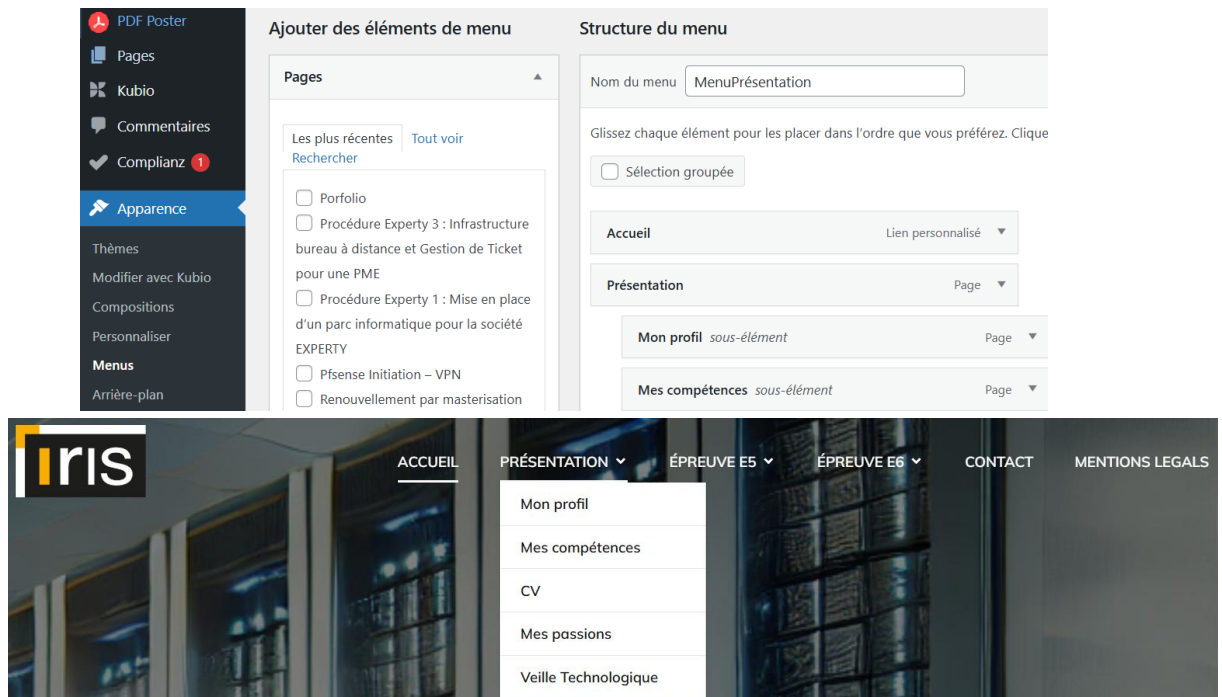 PDF Poster
Pages
Kubio
Commentaires
Complianz 1
Apparence
Thèmes
Modifier avec Kubio
Compositions
Personnaliser
Menus
Arrière-plan
Ajouter des éléments de menu
Pages
Les plus récentes Tout voir
Rechercher
Porfolio
Procédure Experty 3 : Infrastructure
bureau à distance et Gestion de Ticket
pour une PME
Procédure Experty 1 : Mise en place
d'un parc informatique pour la société
EXPERTY
Pfsense Initiation – VPN
Renouvellement par masterisation
Structure du menu
Nom du menu MenuPrésentation
Glissez chaque élément pour les placer dans l'ordre que vous préférez. Clique
Sélection groupée
Accueil Lien personnalisé
Présentation Page
Mon profil sous-élément Page
Mes compétences sous-élément Page
iris
ACCUEIL PRÉSENTATION ÉPREUVE E5 ÉPREUVE E6 CONTACT MENTIONS LEGALS
Mon profil
Mes compétences
CV
Mes passions
Veille Technologique